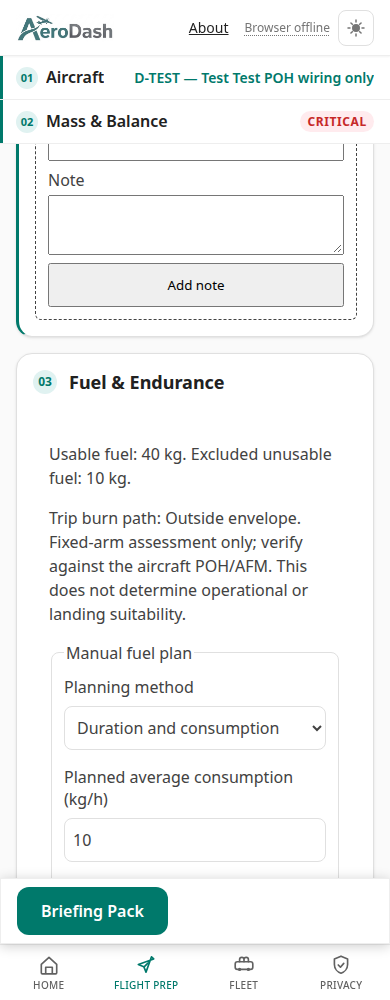 AeroDash
About
Browser offline
01 Aircraft
D-TEST — Test Test POH wiring only
02 Mass & Balance
CRITICAL
Note
Add note
03 Fuel & Endurance
Usable fuel: 40 kg. Excluded unusable
fuel: 10 kg.
Trip burn path: Outside envelope.
Fixed-arm assessment only; verify
against the aircraft POH/AFM. This
does not determine operational or
landing suitability.
Manual fuel plan
Planning method
Duration and consumption
Planned average consumption
(kg/h)
10
Briefing Pack
HOME
FLIGHT PREP
FLEET
PRIVACY